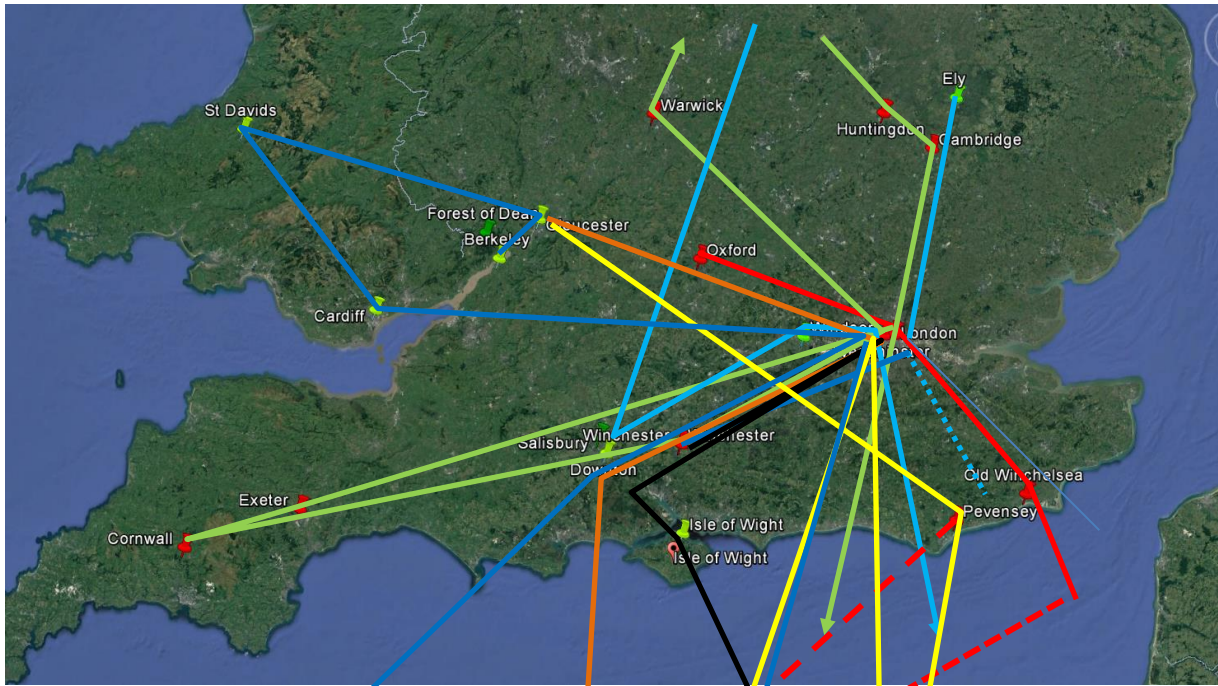 Ely
Warwick
St Davids
Huntingdon
Cambridge
Forest of Dean
Gloucester
Berkeley
Oxford
Cardiff
Windsor
London
Winchester
Salisbury
Downton
Old Winchelsea
Exeter
Pevensey
Isle of Wight
Cornwall
Isle of Wight